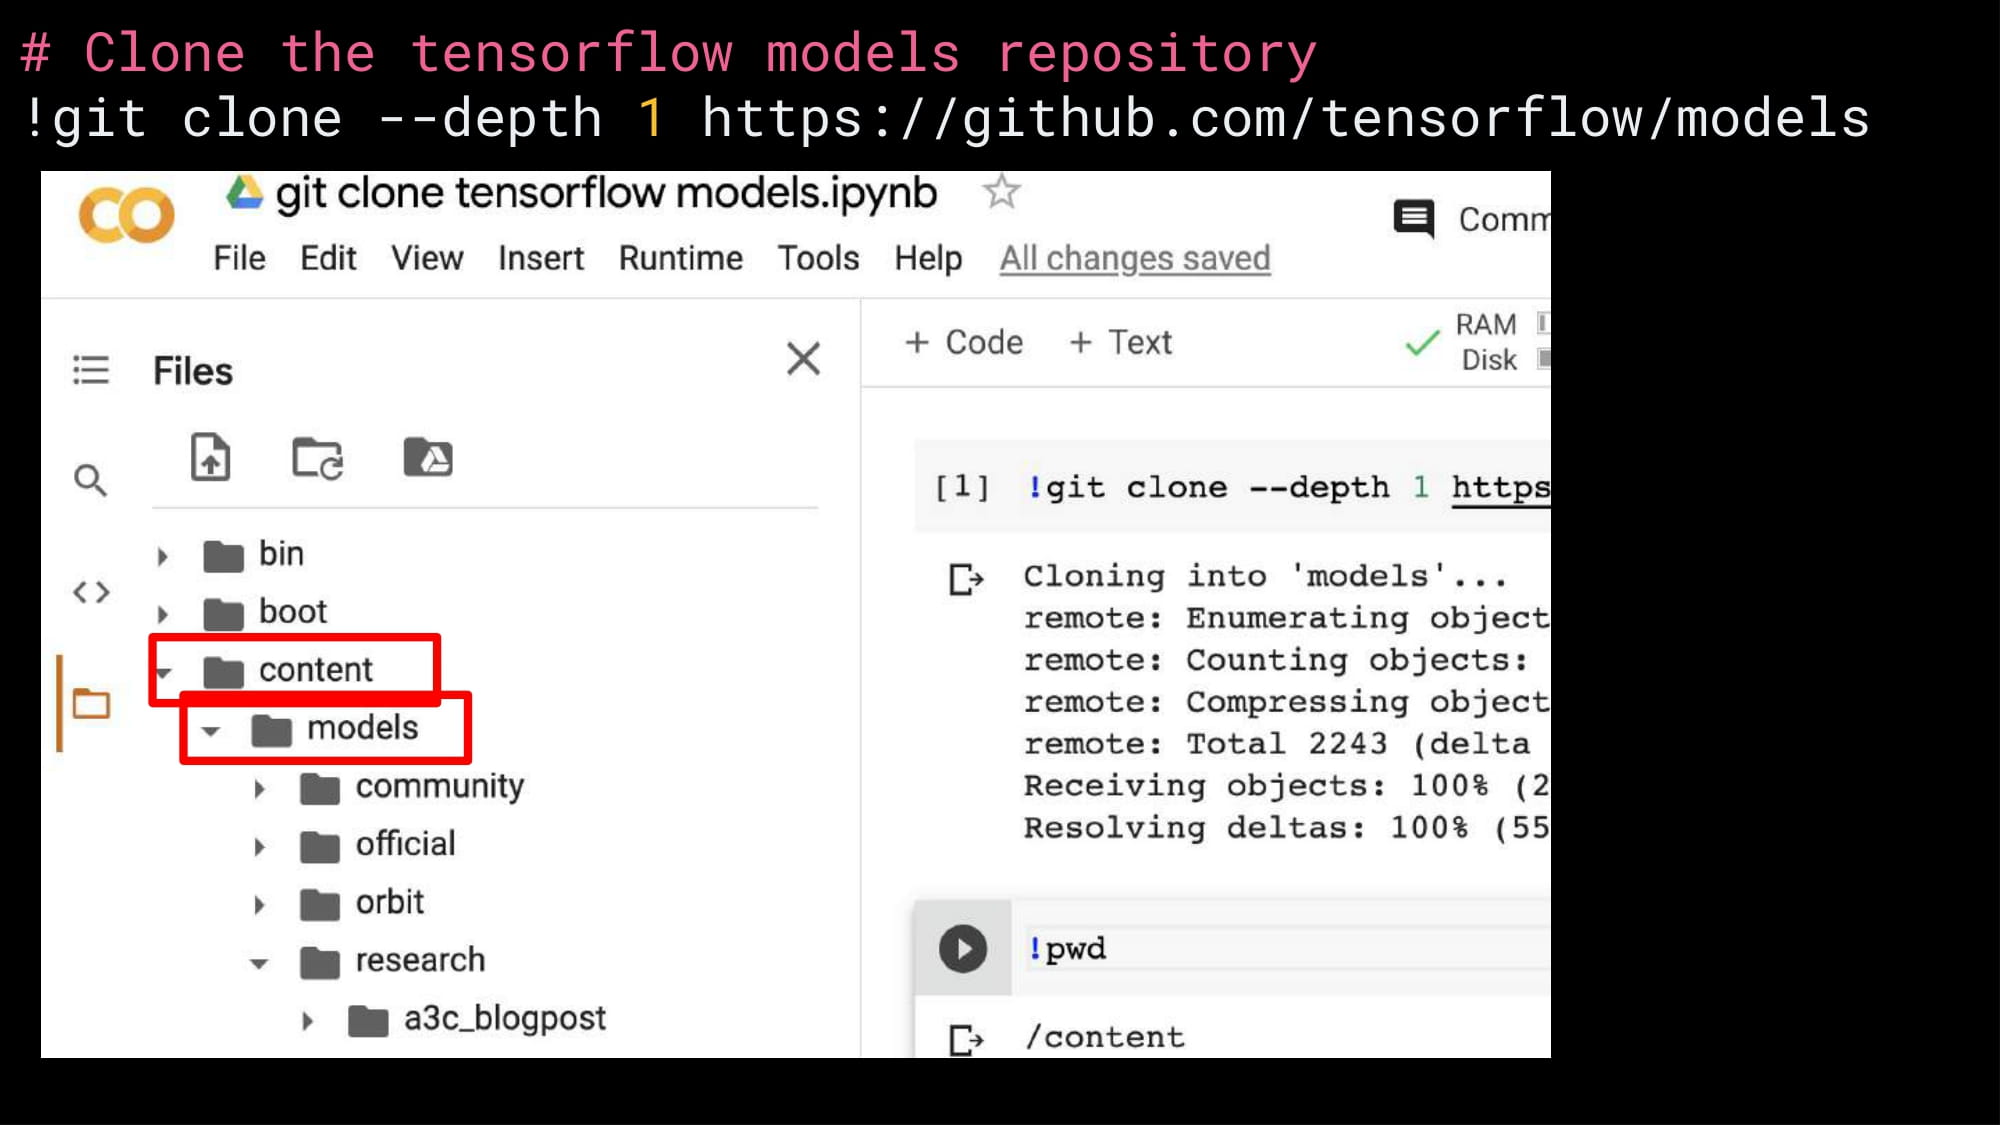 # Clone the tensorflow models repository
!git clone --depth 1 https://github.com/tensorflow/models
git clone tensorflow models.ipynb
File Edit View Insert Runtime Tools Help All changes saved
Comm
Files
+ Code + Text
RAM
Disk
bin
boot
content
models
community
official
orbit
research
a3c_blogpost
[1] !git clone --depth 1 https
Cloning into 'models'...
remote: Enumerating object
remote: Counting objects:
remote: Compressing object
remote: Total 2243 (delta
Receiving objects: 100% (2
Resolving deltas: 100% (55
!pwd
/content